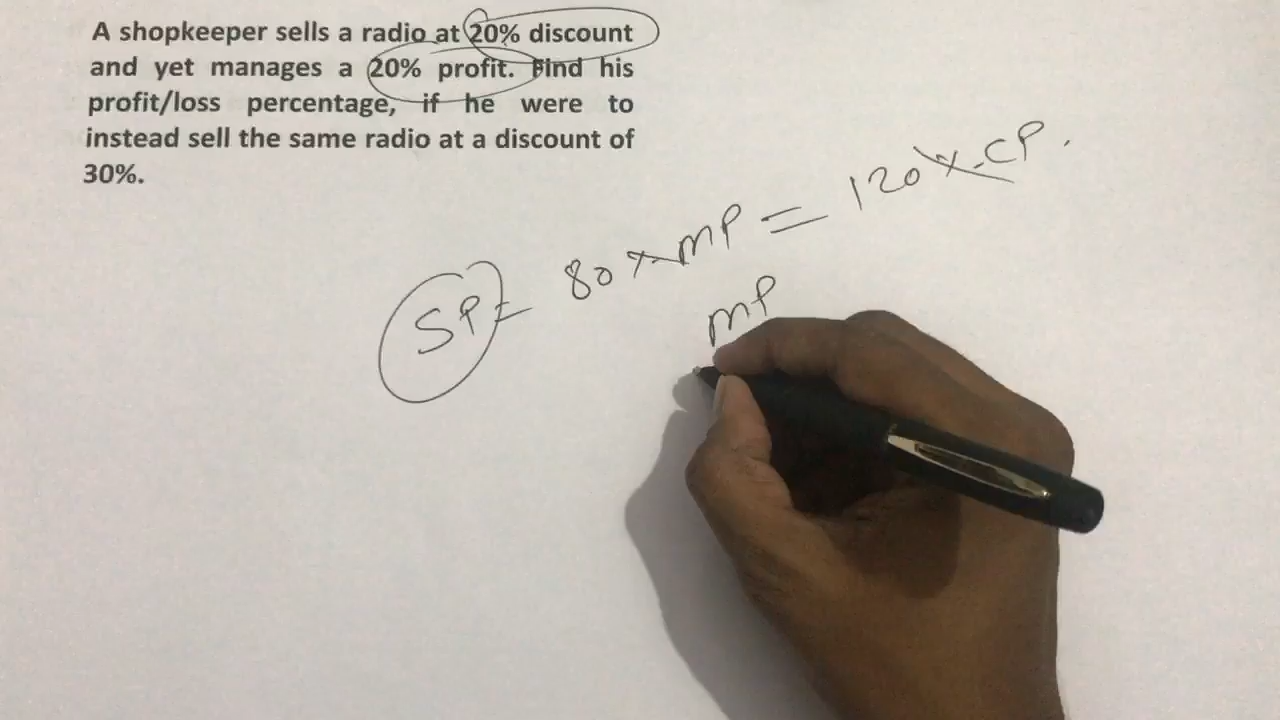 A shopkeeper sells a radio at 20% discount
and yet manages a 20% profit. Find his
profit/loss percentage, if he were to
instead sell the same radio at a discount of
30%.
SP = 80 × MP = 120 × CP.
MP